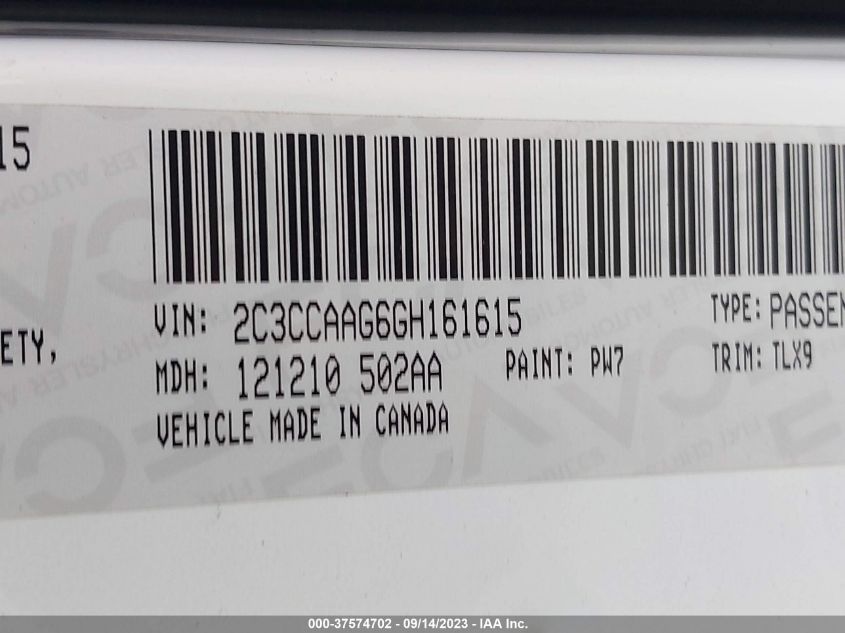 15
VIN: 2C3CCAAG6GH161615
TYPE: PASSEN
ETY,
MDH: 121210 502AA
PAINT: PW7
TRIM: TLX9
VEHICLE MADE IN CANADA
000-37574702 - 09/14/2023 - IAA Inc.